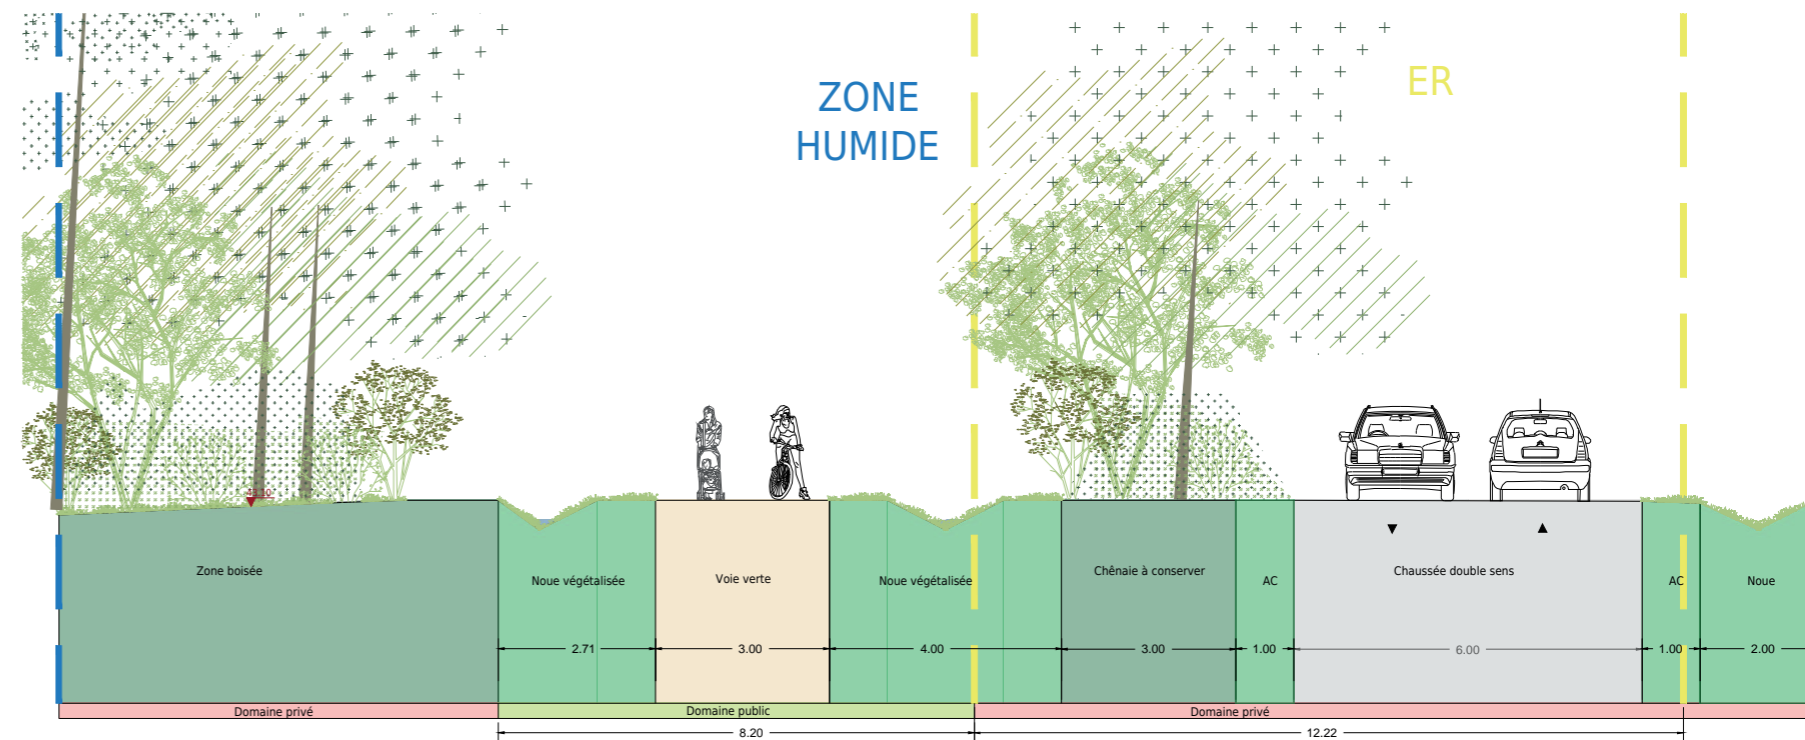 ZONE
HUMIDE
ER
Zone boisée
Noue végétalisée
Voie verte
Noue végétalisée
Chênaie à conserver
AC
Chaussée double sens
AC
Noue
2.71
3.00
4.00
3.00
1.00
6.00
1.00
2.00
Domaine privé
Domaine public
Domaine privé
8.20
12.22